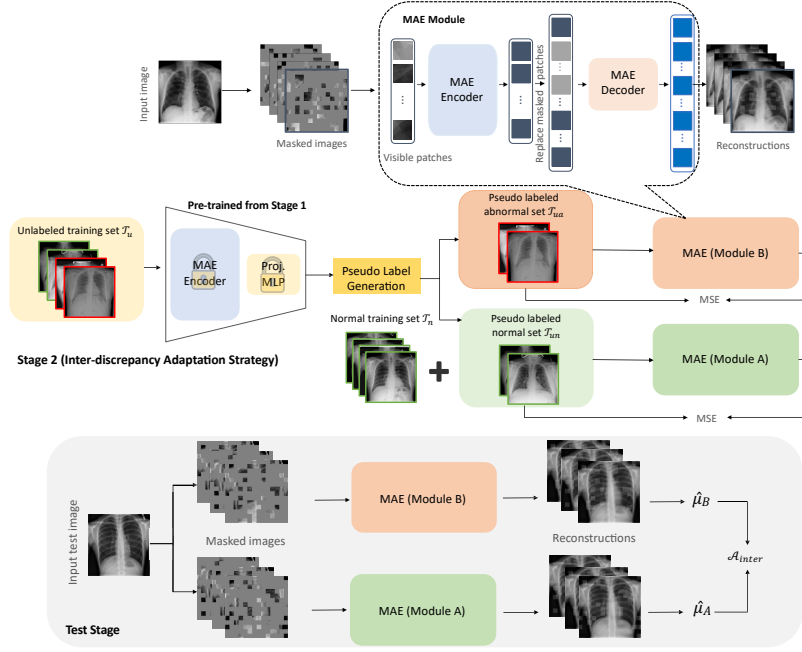 MAE Module
Input image
Masked images
Visible patches
MAE
Encoder
Replace masked patches
MAE
Decoder
Reconstructions
Pre-trained from Stage 1
Unlabeled training set 𝒯u
MAE
Encoder
Proj.
MLP
Pseudo Label
Generation
Pseudo labeled
abnormal set 𝒯ua
MAE (Module B)
MSE
Normal training set 𝒯n
+
Pseudo labeled
normal set 𝒯un
MAE (Module A)
MSE
Stage 2 (Inter-discrepancy Adaptation Strategy)
Input test image
Masked images
MAE (Module B)
Reconstructions
μ̂B
𝒜inter
MAE (Module A)
μ̂A
Test Stage